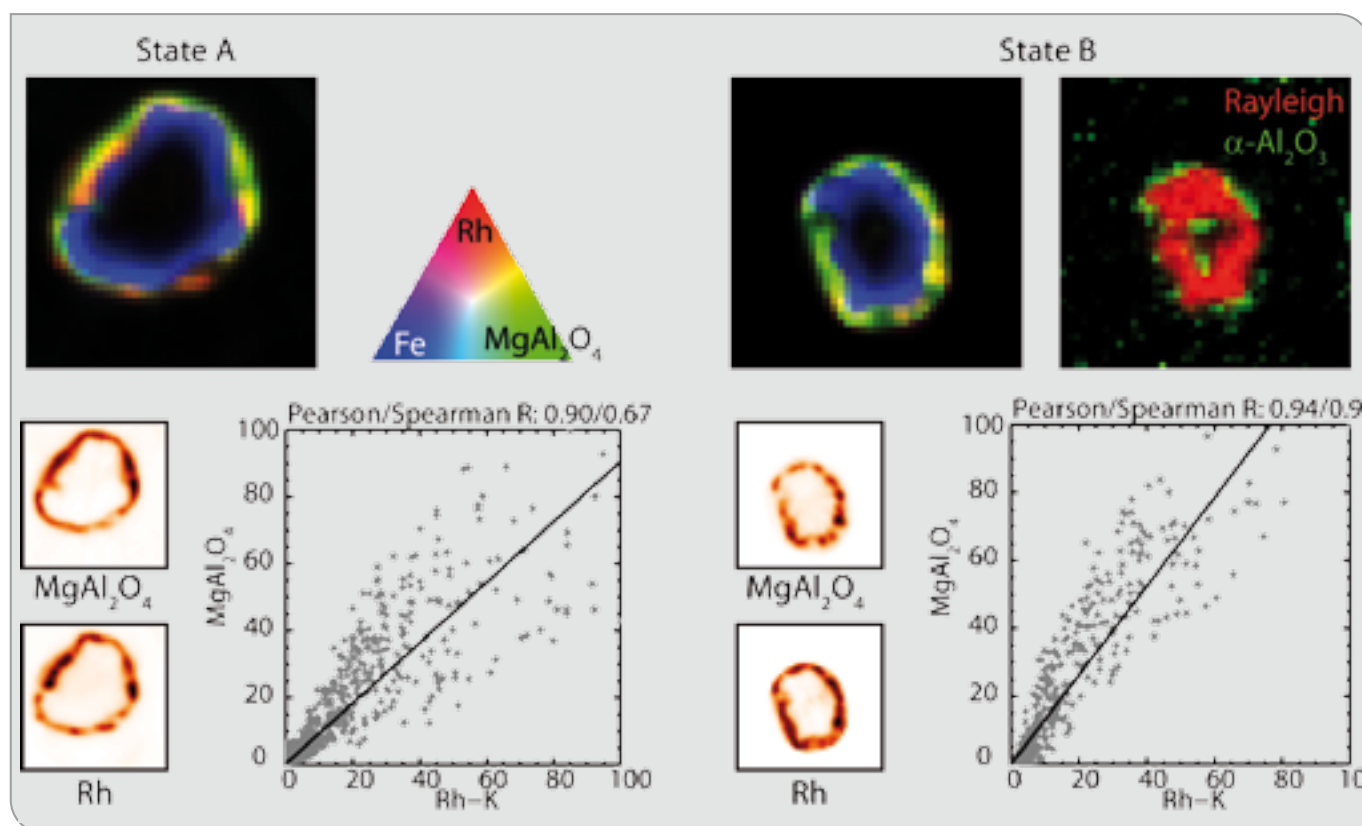 State A
State B
Rayleigh
α-Al₂O₃
Rh
Fe
MgAl₂O₄
Pearson/Spearman R: 0.90/0.67
100
80
60
40
20
0
MgAl₂O₄
0 20 40 60 80 100
Rh-K
MgAl₂O₄
Rh
Pearson/Spearman R: 0.94/0.9
100
80
60
40
20
0
MgAl₂O₄
0 20 40 60 80 10
Rh-K
MgAl₂O₄
Rh